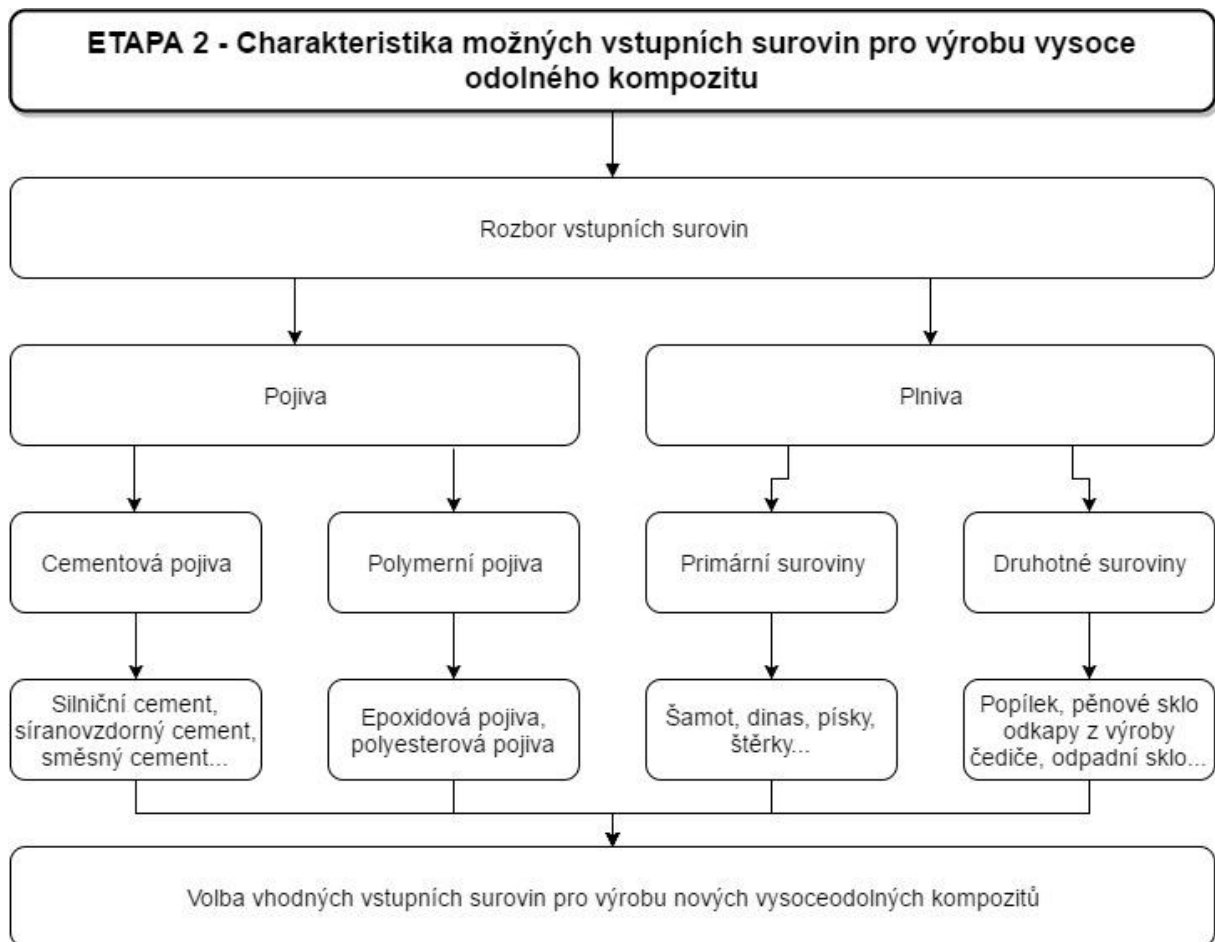 ETAPA 2 - Charakteristika možných vstupních surovin pro výrobu vysoce
odolného kompozitu
Rozbor vstupních surovin
Pojiva
Plniva
Cementová pojiva
Polymerní pojiva
Primární suroviny
Druhotné suroviny
Silniční cement,
síranovzdorný cement,
směsný cement...
Epoxidová pojiva,
polyesterová pojiva
Šamot, dinas, písky,
štěrky...
Popílek, pěnové sklo
odkapy z výroby
čediče, odpadní sklo...
Volba vhodných vstupních surovin pro výrobu nových vysoceodolných kompozitů